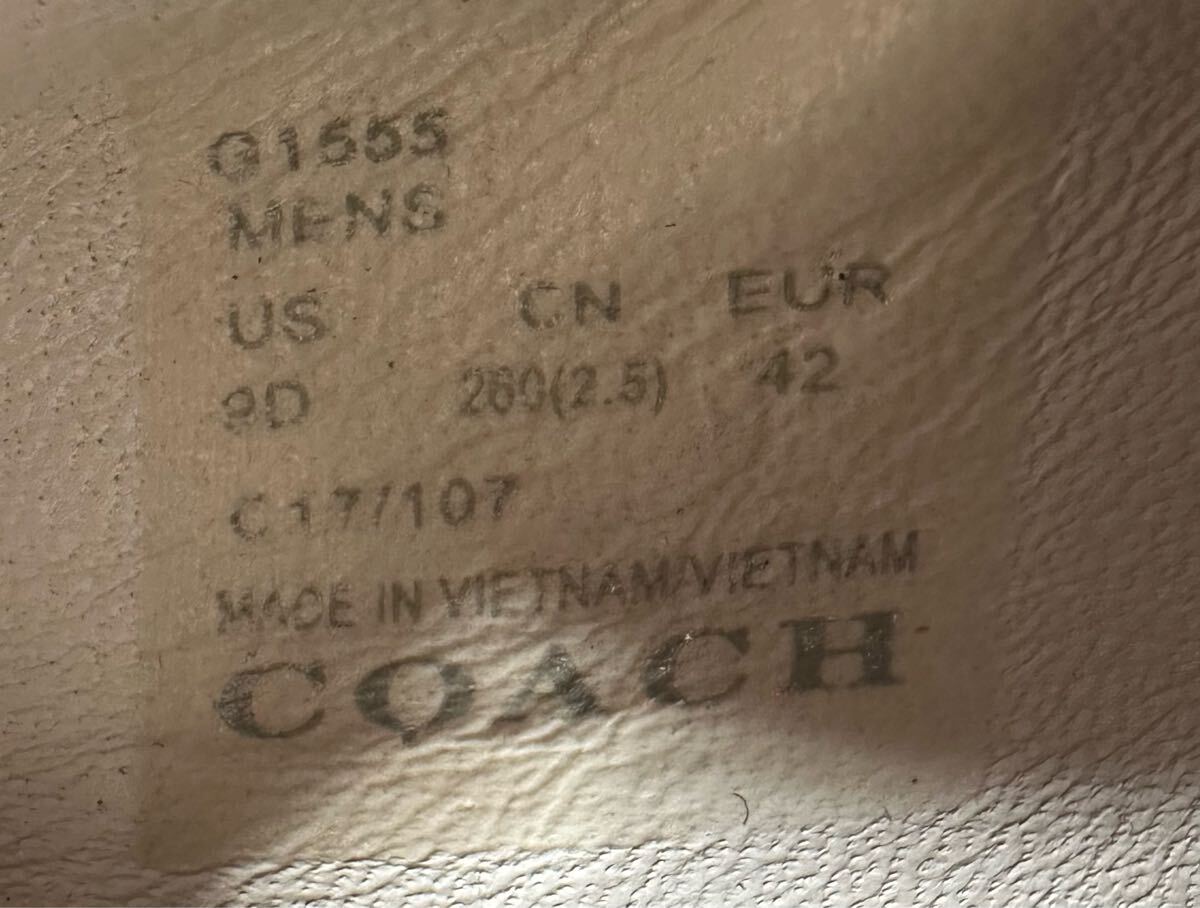 G1555
MENS
US CN EUR
9D 260(2.5) 42
C17/107
MADE IN VIETNAM/VIETNAM
COACH